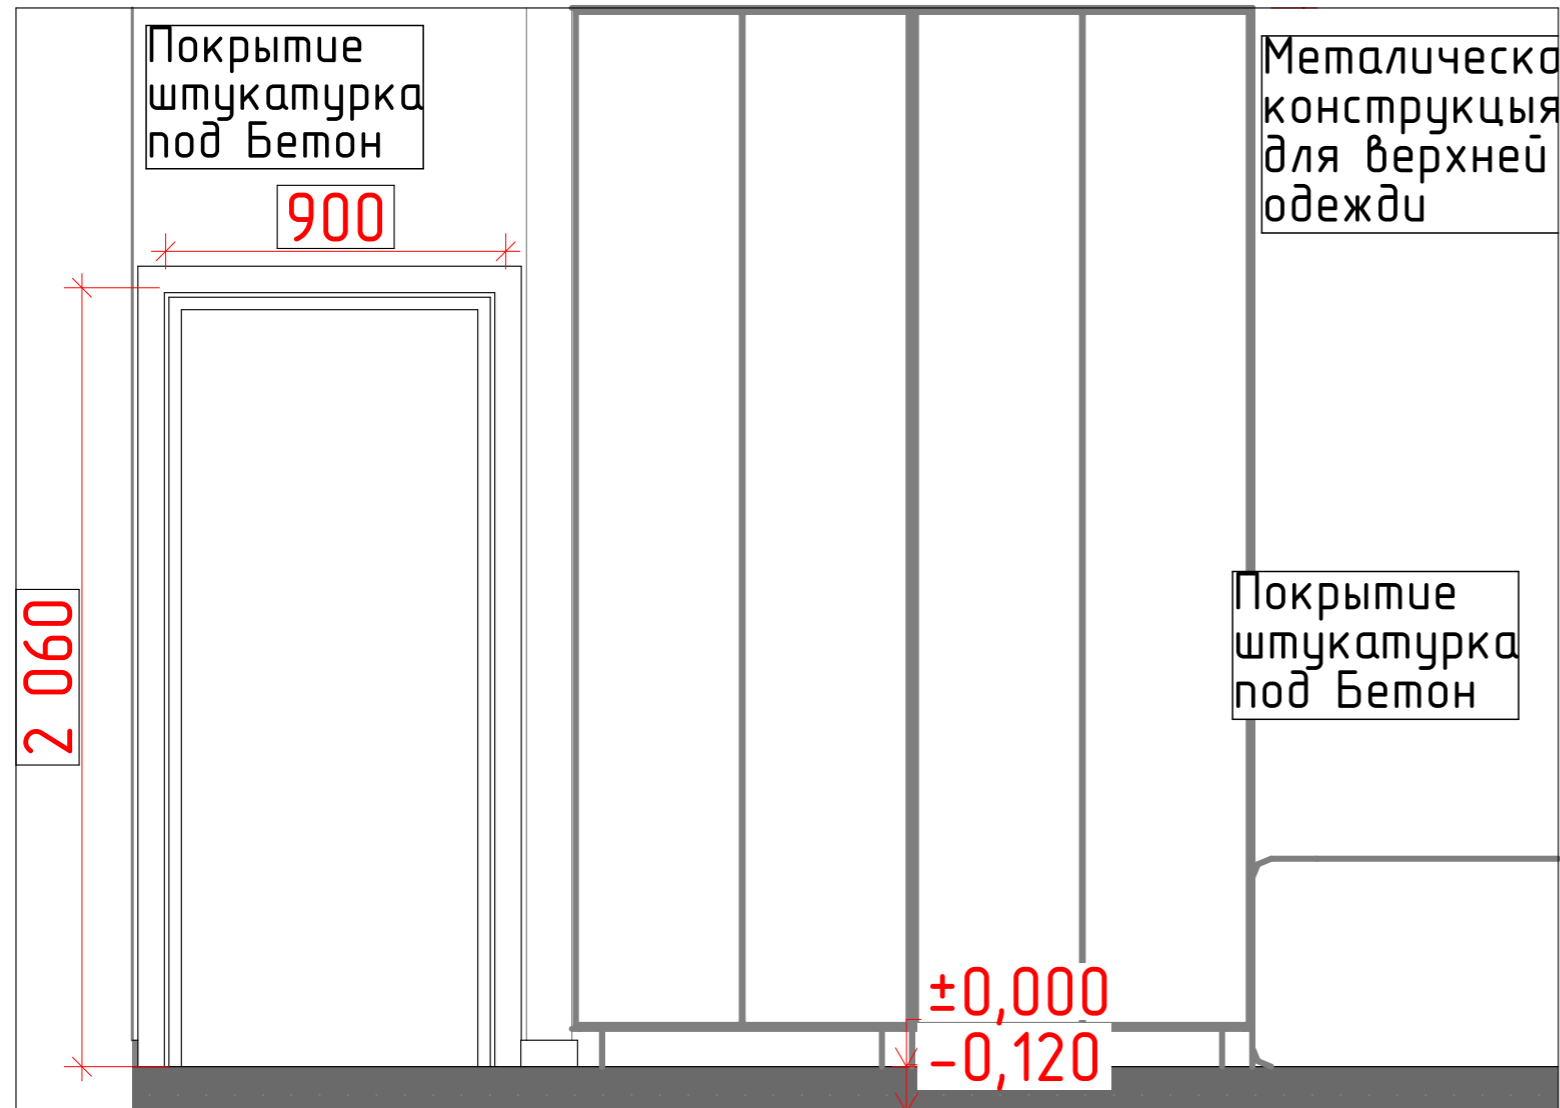 Покрытие
штукатурка
под Бетон
900
Металическа
конструкцыя
для верхней
одежди
2 060
Покрытие
штукатурка
под Бетон
±0,000
-0,120